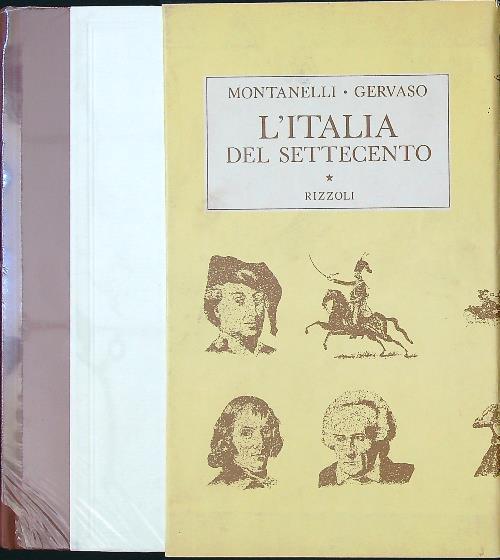 MONTANELLI • GERVASO
L'ITALIA
DEL SETTECENTO
★
RIZZOLI